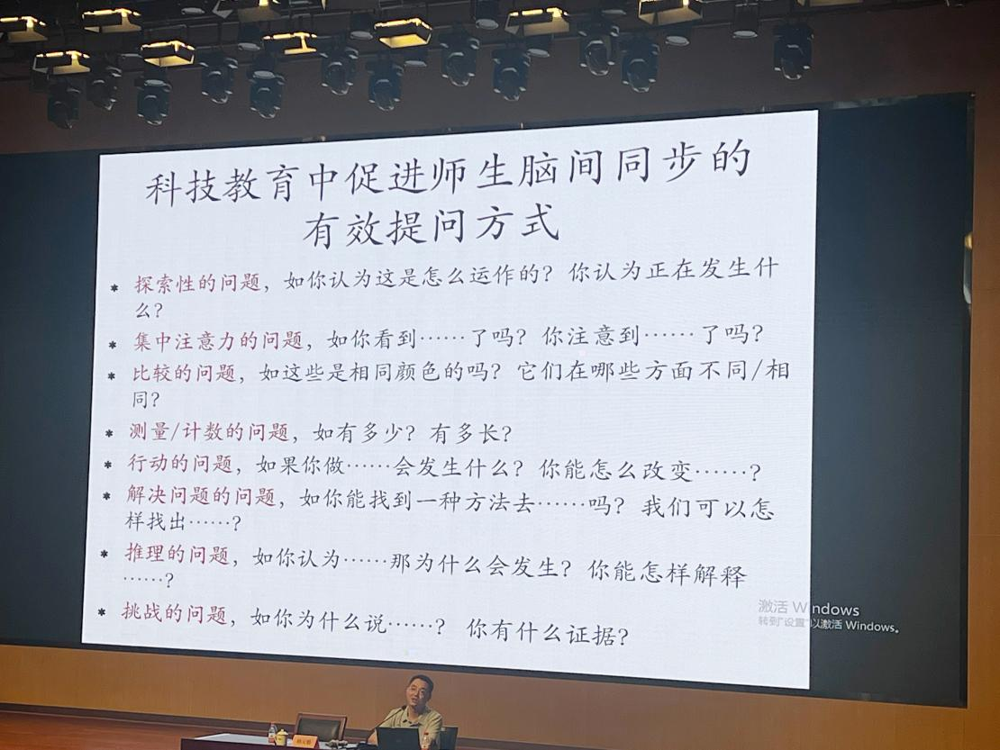 科技教育中促进师生脑间同步的
有效提问方式
* 探索性的问题，如你认为这是怎么运作的？你认为正在发生什
么？
* 集中注意力的问题，如你看到……了吗？你注意到……了吗？
* 比较的问题，如这些是相同颜色的吗？它们在哪些方面不同/相
同？
* 测量/计数的问题，如有多少？有多长？
* 行动的问题，如果你做……会发生什么？你能怎么改变……？
* 解决问题的问题，如你能找到一种方法去……吗？我们可以怎
样找出……？
* 推理的问题，如你认为……那为什么会发生？你能怎样解释
……？
* 挑战的问题，如你为什么说……？ 你有什么证据？
激活 Windows
转到"设置"以激活 Windows。